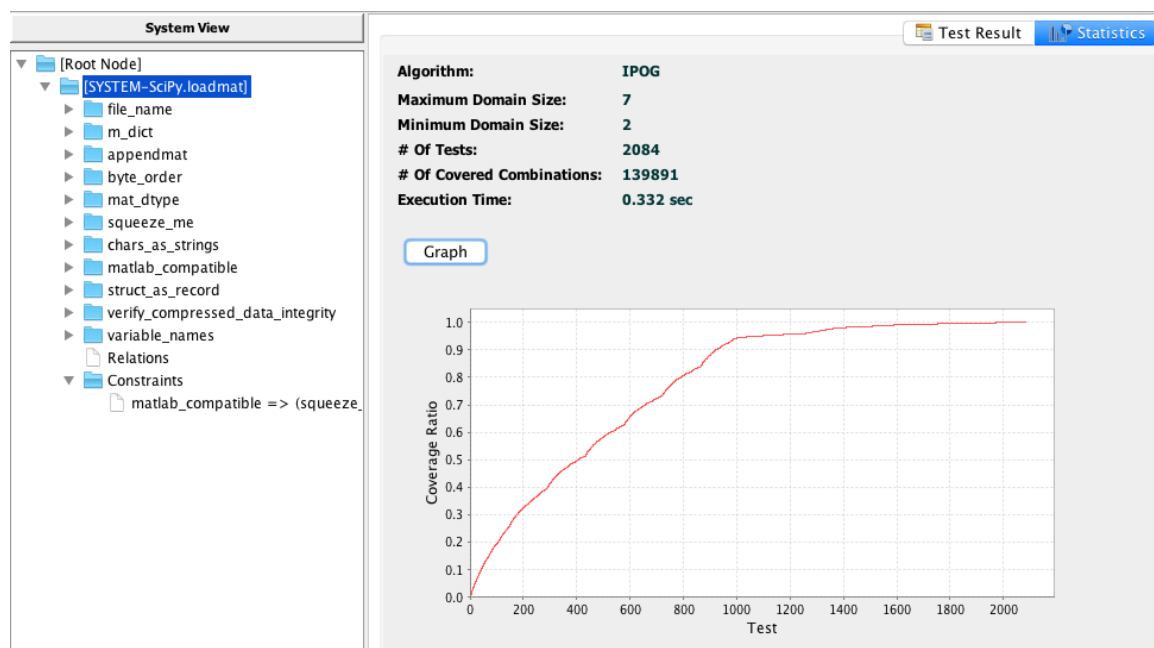 System View
[Root Node]
[SYSTEM-SciPy.loadmat]
file_name
m_dict
appendmat
byte_order
mat_dtype
squeeze_me
chars_as_strings
matlab_compatible
struct_as_record
verify_compressed_data_integrity
variable_names
Relations
Constraints
matlab_compatible => (squeeze_
Test Result
Statistics
Algorithm: IPOG
Maximum Domain Size: 7
Minimum Domain Size: 2
# Of Tests: 2084
# Of Covered Combinations: 139891
Execution Time: 0.332 sec
Graph
1.0
0.9
0.8
0.7
0.6
0.5
0.4
0.3
0.2
0.1
0.0
Coverage Ratio
0 200 400 600 800 1000 1200 1400 1600 1800 2000
Test